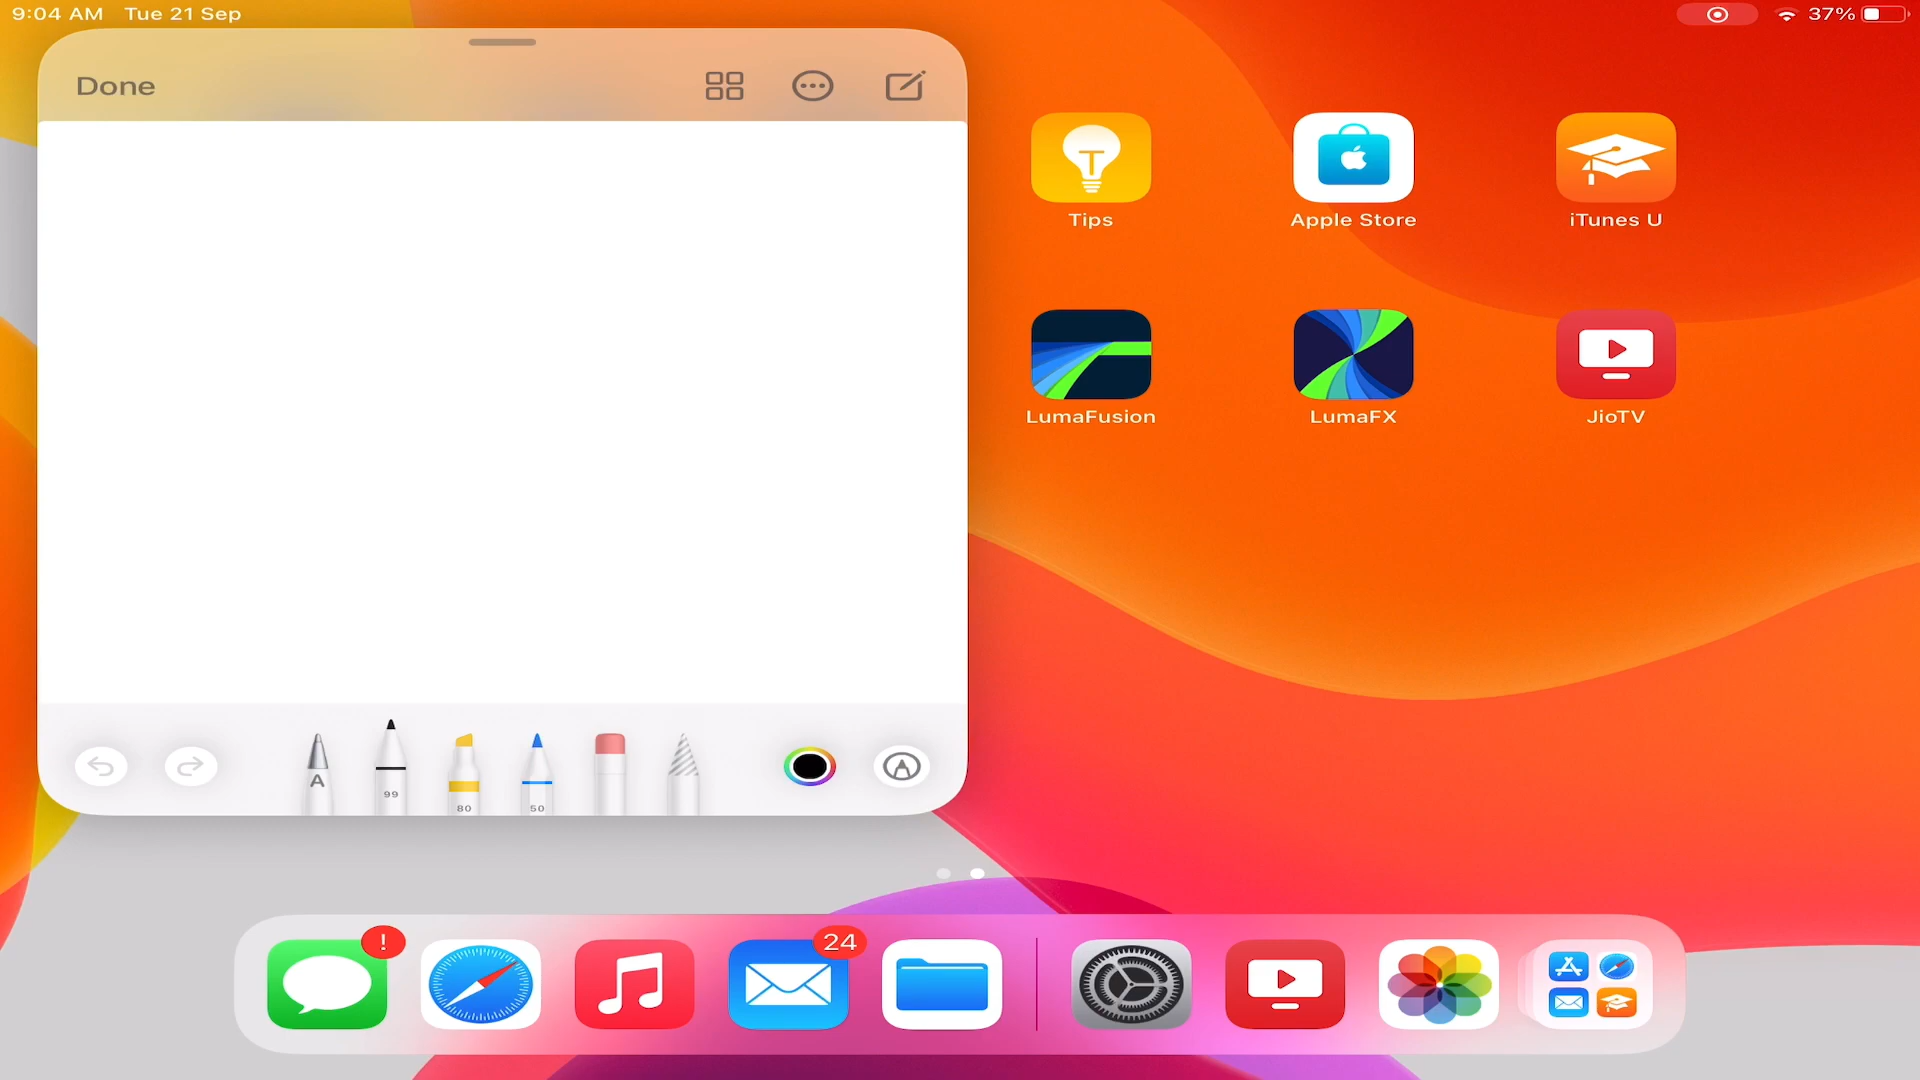 9:04 AM Tue 21 Sep
37%
Done
Tips
Apple Store
iTunes U
LumaFusion
LumaFX
JioTV
A
99
80
50
!
24